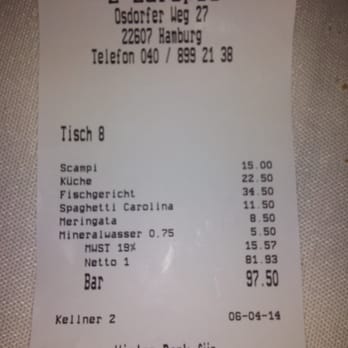 Osdorfer Weg 27
22607 Hamburg
Telefon 040 / 899 21 38
Tisch 8
Scampi 15.00
Küche 22.50
Fischgericht 34.50
Spaghetti Carolina 11.50
Meringata 8.50
Mineralwasser 0.75 5.50
MWST 19% 15.57
Netto 1 81.93
Bar 97.50
Kellner 2 06-04-14